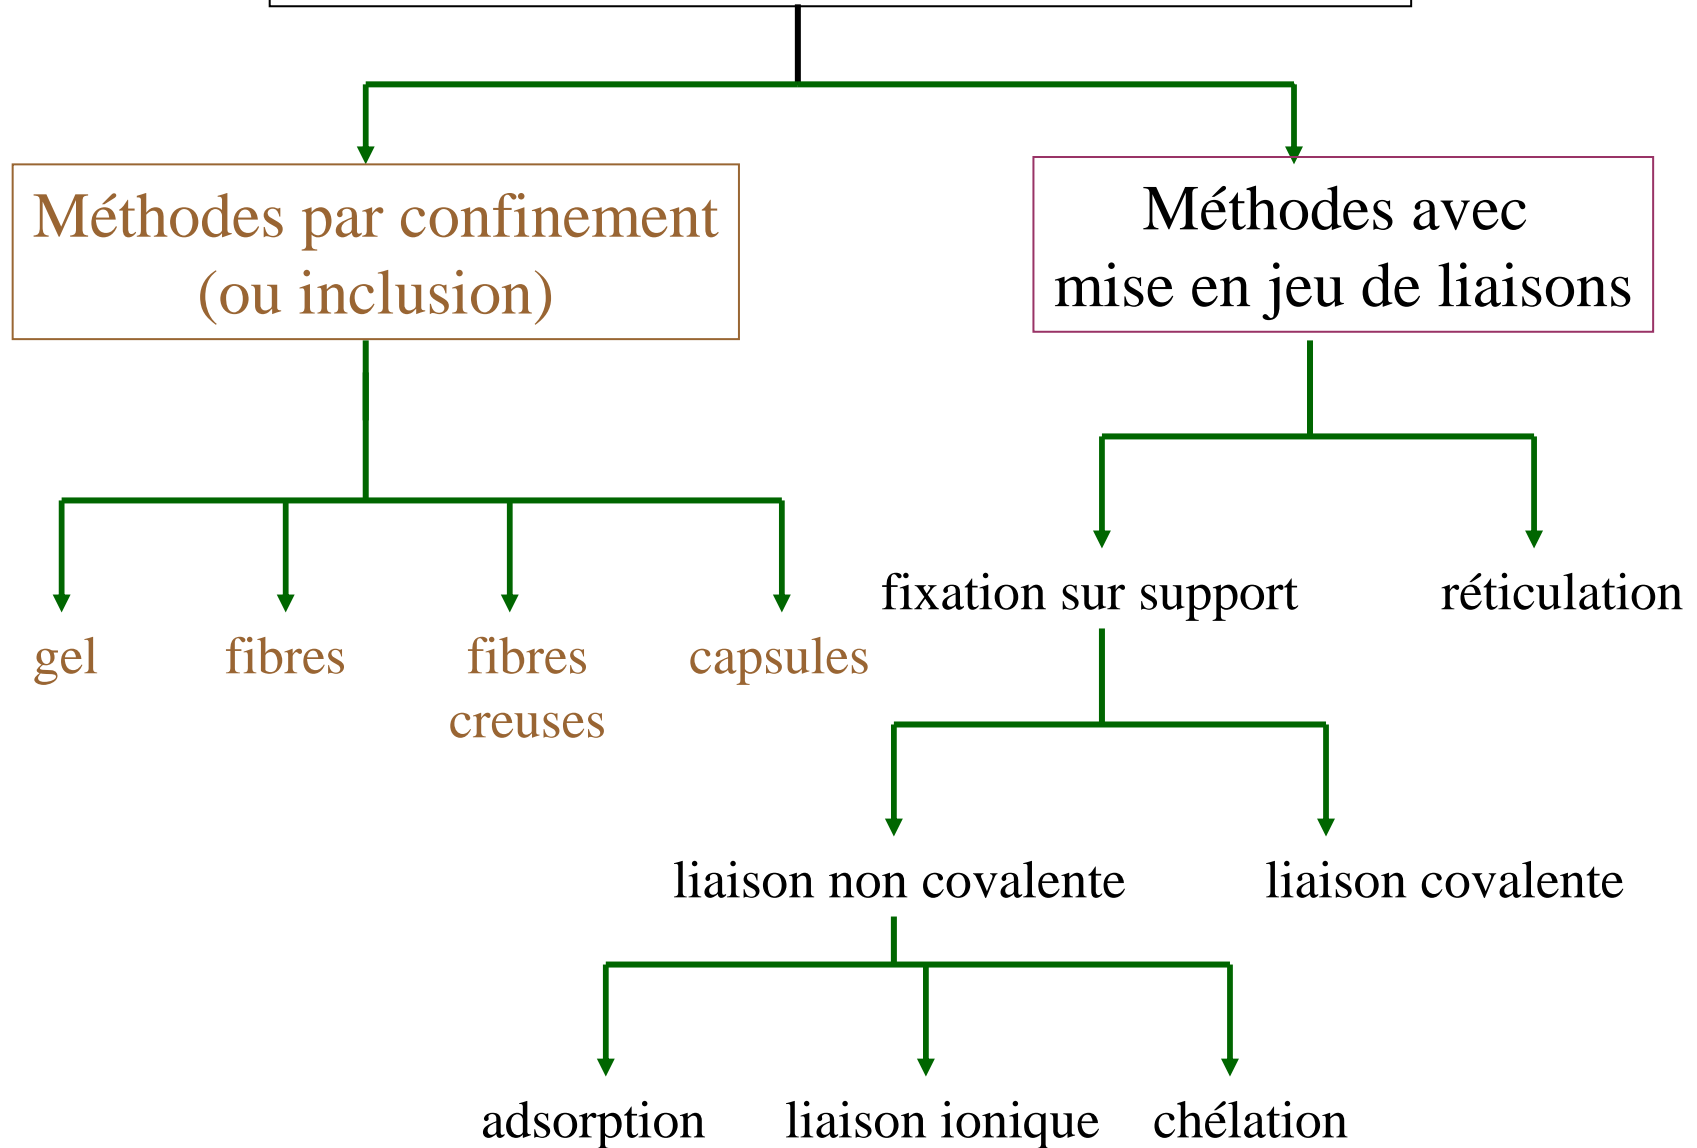 Méthodes par confinement
(ou inclusion)
Méthodes avec
mise en jeu de liaisons
fixation sur support
réticulation
gel
fibres
fibres
creuses
capsules
liaison non covalente
liaison covalente
adsorption
liaison ionique
chélation